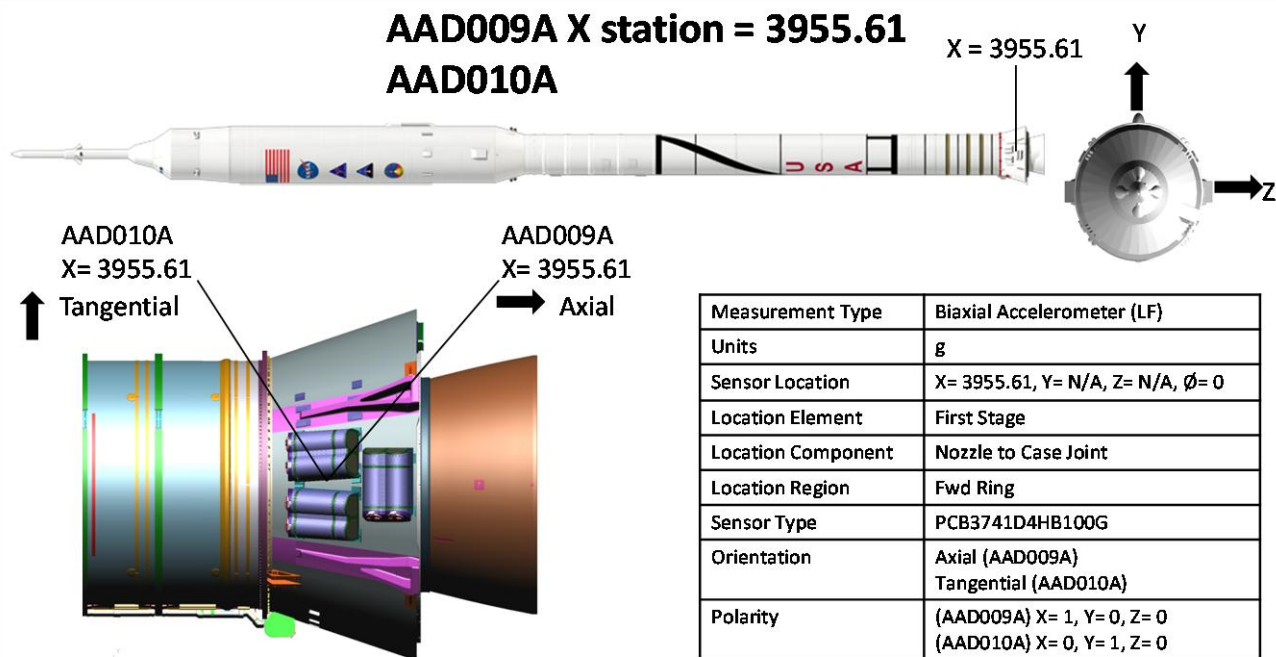 AAD009A X station = 3955.61
AAD010A
X = 3955.61
Y
Z
USA
AAD010A
X= 3955.61
Tangential
AAD009A
X= 3955.61
Axial
Measurement Type Biaxial Accelerometer (LF)
Units g
Sensor Location X= 3955.61, Y= N/A, Z= N/A, Ø= 0
Location Element First Stage
Location Component Nozzle to Case Joint
Location Region Fwd Ring
Sensor Type PCB3741D4HB100G
Orientation Axial (AAD009A)
Tangential (AAD010A)
Polarity (AAD009A) X= 1, Y= 0, Z= 0
(AAD010A) X= 0, Y= 1, Z= 0